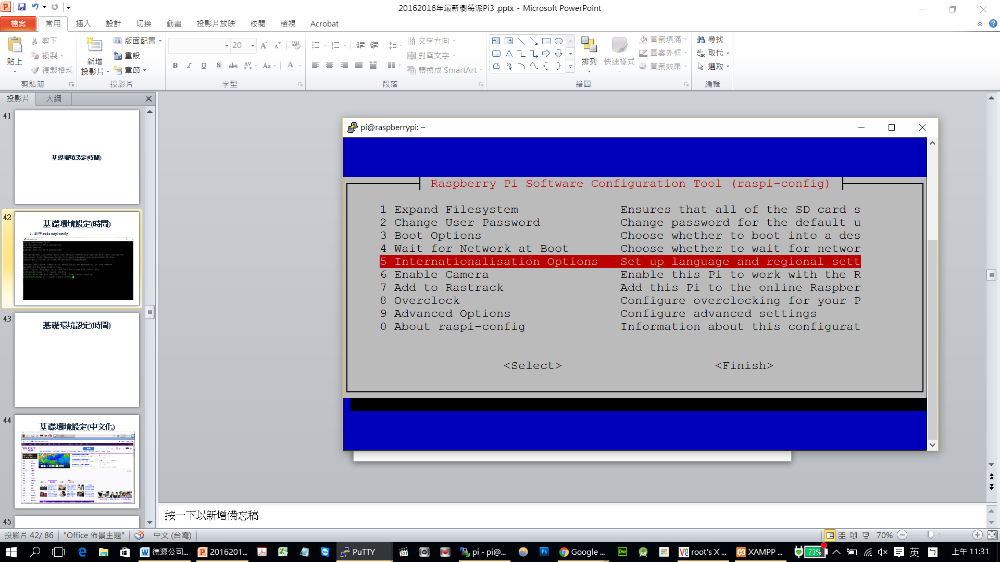 20162016年最新樹莓派Pi3 .pptx - Microsoft PowerPoint
檔案 常用 插入 設計 切換 動畫 投影片放映 校閱 檢視 Acrobat
貼上 剪下 複製 複製格式 剪貼簿
新增投影片 版面配置 重設 章節 投影片
20 字型
B I U S abc AV Aa A
文字方向 對齊文字 轉換成 SmartArt 段落
排列 快速樣式 圖案填滿 圖案外框 圖案效果 繪圖
尋找 取代 選取 編輯
投影片 大綱
41
基礎環境設定(時間)
42
基礎環境設定(時間)
1. 執行 sudo raspi-config
43
基礎環境設定(時間)
44
基礎環境設定(中文化)
YAHOO!
45
pi@raspberrypi: ~
Raspberry Pi Software Configuration Tool (raspi-config)
1 Expand Filesystem Ensures that all of the SD card s
2 Change User Password Change password for the default u
3 Boot Options Choose whether to boot into a des
4 Wait for Network at Boot Choose whether to wait for networ
5 Internationalisation Options Set up language and regional sett
6 Enable Camera Enable this Pi to work with the R
7 Add to Rastrack Add this Pi to the online Raspber
8 Overclock Configure overclocking for your P
9 Advanced Options Configure advanced settings
0 About raspi-config Information about this configurat
<Select> <Finish>
按一下以新增備忘稿
投影片 42/ 86 "Office 佈景主題" 中文 (台灣) 70%
德源公司... 2016201... PuTTY pi - pi@... Google ... root's X ... XAMPP ... 73% 英 上午 11:31